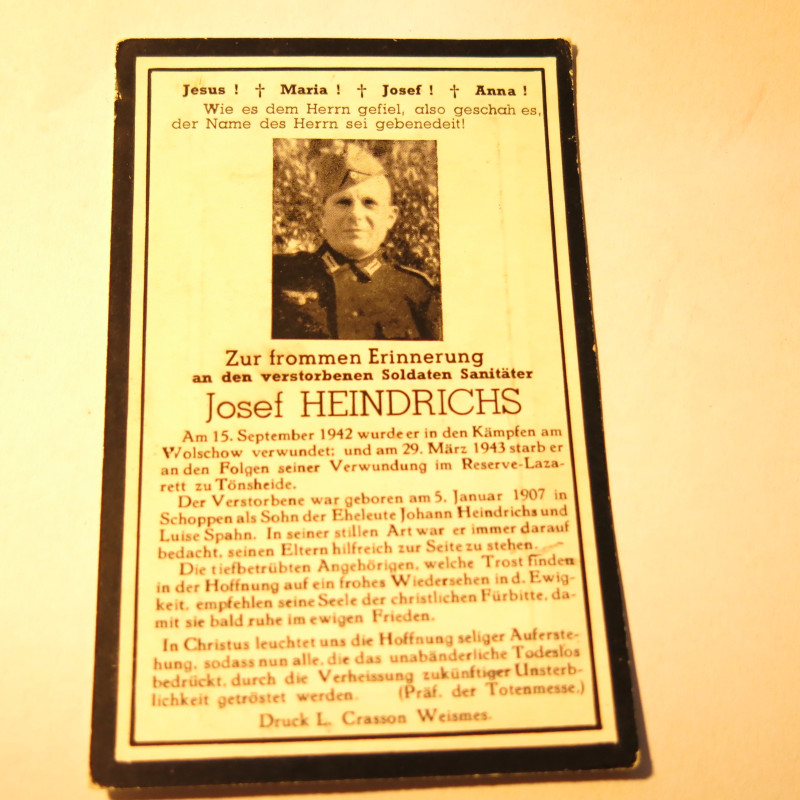 Jesus ! † Maria ! † Josef ! † Anna !
Wie es dem Herrn gefiel, also geschah es,
der Name des Herrn sei gebenedeit!
Zur frommen Erinnerung
an den verstorbenen Soldaten Sanitäter
Josef HEINDRICHS
Am 15. September 1942 wurde er in den Kämpfen am
Wolschow verwundet; und am 29. März 1943 starb er
an den Folgen seiner Verwundung im Reserve-Laza-
rett zu Tönsheide.
Der Verstorbene war geboren am 5. Januar 1907 in
Schoppen als Sohn der Eheleute Johann Heindrichs und
Luise Spahn. In seiner stillen Art war er immer darauf
bedacht, seinen Eltern hilfreich zur Seite zu stehen.
Die tiefbetrübten Angehörigen, welche Trost finden
in der Hoffnung auf ein frohes Wiedersehen in d. Ewig-
keit, empfehlen seine Seele der christlichen Fürbitte, da-
mit sie bald ruhe im ewigen Frieden.
In Christus leuchtet uns die Hoffnung seliger Auferste-
hung, sodass nun alle, die das unabänderliche Todeslos
bedrückt, durch die Verheissung zukünftiger Unsterb-
lichkeit getröstet werden. (Präf. der Totenmesse.)
Druck L. Crasson Weismes.